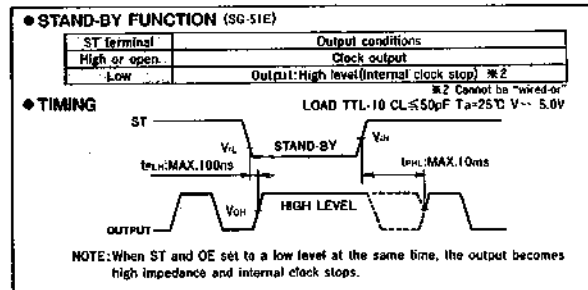 ● STAND-BY FUNCTION (SG-51E)
ST terminal Output conditions
High or open Clock output
Low Output:High level(Internal clock stop) ※2
※2 Cannot be "wired-or"
● TIMING LOAD TTL-10 CL≦50pF Ta=25℃ V-- 5.0V
ST
VIL STAND-BY VIH
tPLH:MAX.100ns tPHL:MAX.10ms
VOH HIGH LEVEL
OUTPUT
NOTE:When ST and OE set to a low level at the same time, the output becomes
high impedance and internal clock stops.